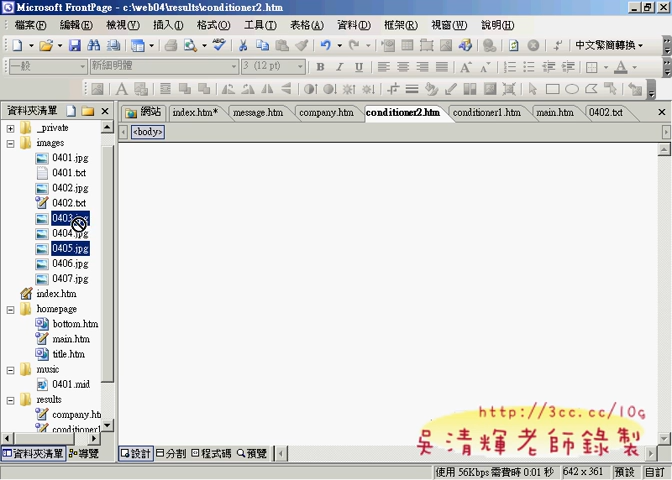 Microsoft FrontPage - c:\web04\results\conditioner2.htm
檔案(F) 編輯(E) 檢視(V) 插入(I) 格式(O) 工具(T) 表格(A) 資料(D) 框架(R) 視窗(W) 說明(H)
中文繁簡轉換
一般 新細明體 3 (12 pt) B I U A A A
A
資料夾清單 網站 index.htm* message.htm company.htm conditioner2.htm conditioner1.htm main.htm 0402.txt
<body>
_private
images
0401.jpg
0401.txt
0402.jpg
0402.txt
0403.jpg
0404.jpg
0405.jpg
0406.jpg
0407.jpg
index.htm
homepage
bottom.htm
main.htm
title.htm
music
0401.mid
results
company.ht
conditioner1
http://3cc.cc/10g
吳清輝老師錄製
資料夾清單 導覽 設計 分割 程式碼 預覽
使用 56Kbps 需費時 0:01 秒 642 x 361 預設 自訂